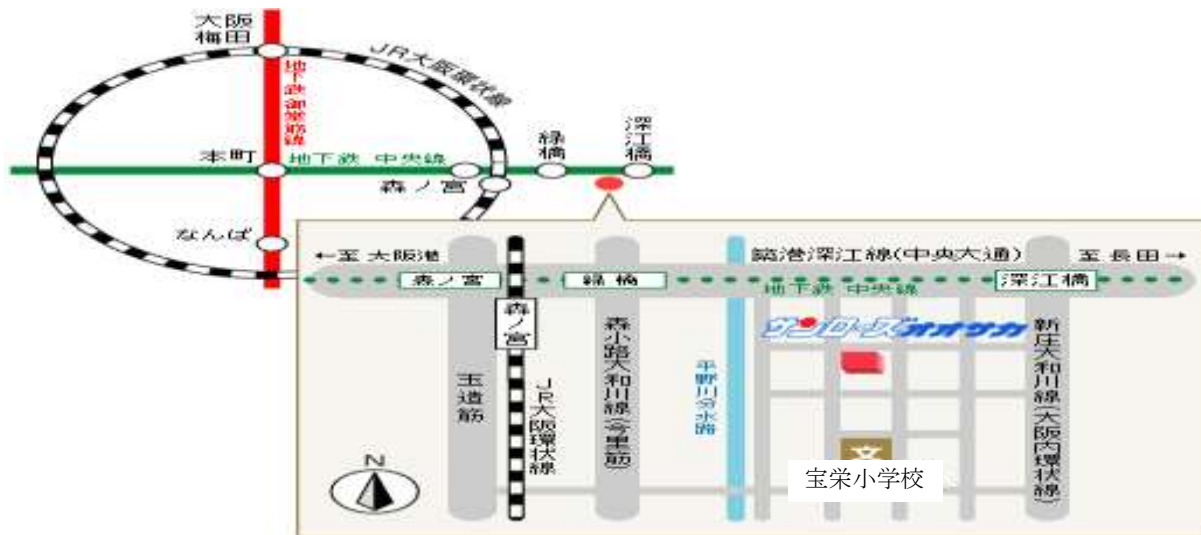 大阪
梅田
JR大阪環状線
地下鉄 御堂筋線
本町
地下鉄 中央線
緑橋
深江橋
森ノ宮
なんば
←至 大阪港
築港深江線(中央大通)
至 長田→
森ノ宮
緑 橋
深江橋
地下鉄 中央線
森ノ宮
サンローズオオサカ
玉造筋
JR大阪環状線
森小路大和川線(今里筋)
平野川分水路
新庄大和川線(大阪内環状線)
文
宝栄小学校
N